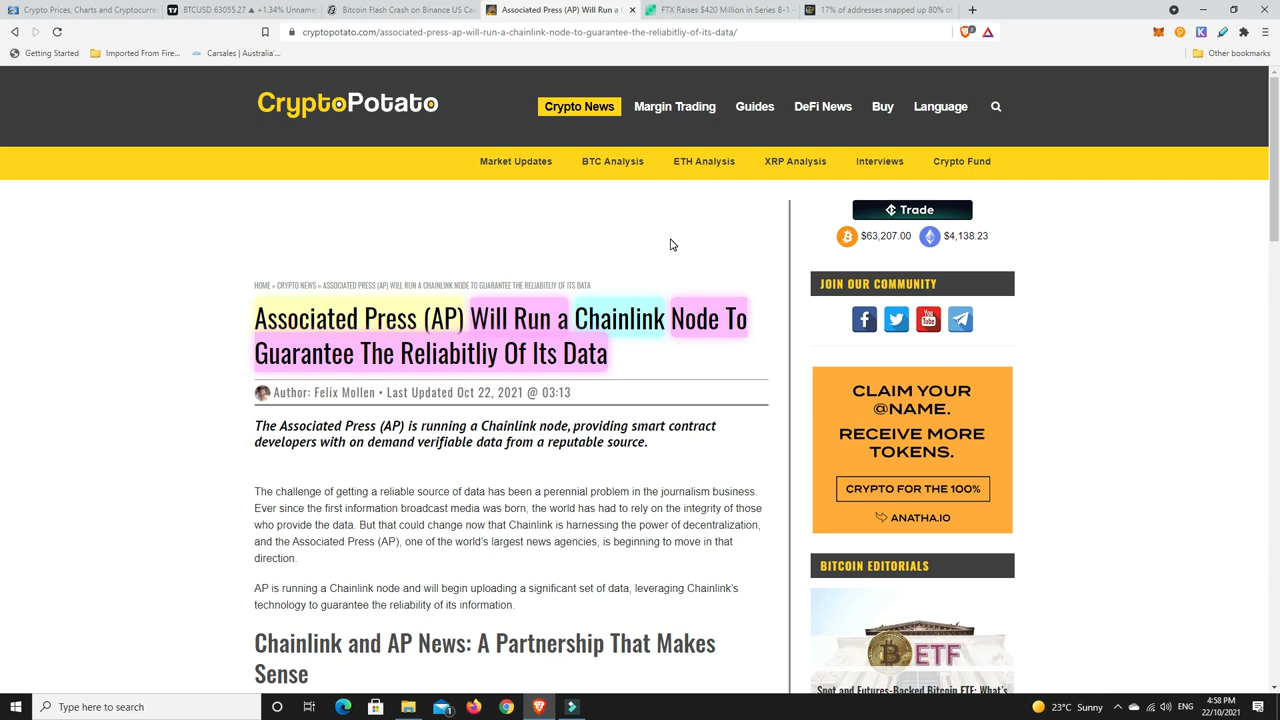 Crypto Prices, Charts and Cryptocurr
BTCUSD 63055.27 ▲ +1.34% Unname
Bitcoin Flash Crash on Binance US Ca
Associated Press (AP) Will Run a
FTX Raises $420 Million in Series B-1
17% of addresses snapped up 80% of
cryptopotato.com/associated-press-ap-will-run-a-chainlink-node-to-guarantee-the-reliabitliy-of-its-data/
Getting Started
Imported From Fire...
Carsales | Australia'...
Other bookmarks
CryptoPotato
Crypto News
Margin Trading
Guides
DeFi News
Buy
Language
Market Updates
BTC Analysis
ETH Analysis
XRP Analysis
Interviews
Crypto Fund
Trade
$63,207.00
$4,138.23
HOME » CRYPTO NEWS » ASSOCIATED PRESS (AP) WILL RUN A CHAINLINK NODE TO GUARANTEE THE RELIABITLIY OF ITS DATA
Associated Press (AP) Will Run a Chainlink Node To
Guarantee The Reliabitliy Of Its Data
Author: Felix Mollen • Last Updated Oct 22, 2021 @ 03:13
The Associated Press (AP) is running a Chainlink node, providing smart contract
developers with on demand verifiable data from a reputable source.
The challenge of getting a reliable source of data has been a perennial problem in the journalism business.
Ever since the first information broadcast media was born, the world has had to rely on the integrity of those
who provide the data. But that could change now that Chainlink is harnessing the power of decentralization,
and the Associated Press (AP), one of the world's largest news agencies, is beginning to move in that
direction.
AP is running a Chainlink node and will begin uploading a significant set of data, leveraging Chainlink's
technology to guarantee the reliability of its information.
Chainlink and AP News: A Partnership That Makes
Sense
JOIN OUR COMMUNITY
You
Tube
CLAIM YOUR
@NAME.
RECEIVE MORE
TOKENS.
CRYPTO FOR THE 100%
ANATHA.IO
BITCOIN EDITORIALS
ETF
Spot and Futures-Backed Bitcoin ETF: What's
Type here to search
23°C Sunny
ENG
4:58 PM
22/10/2021